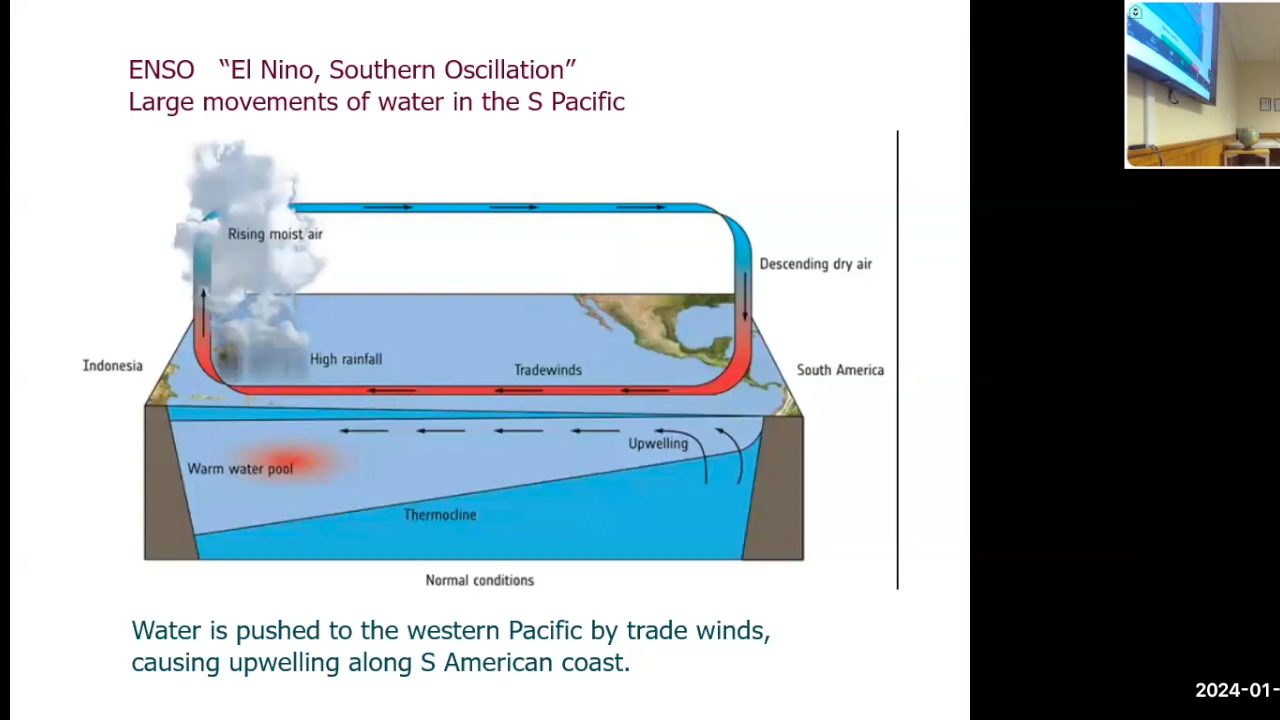 ENSO “El Nino, Southern Oscillation”
Large movements of water in the S Pacific
Rising moist air
Descending dry air
High rainfall
Indonesia
Tradewinds
South America
Upwelling
Warm water pool
Thermocline
Normal conditions
Water is pushed to the western Pacific by trade winds,
causing upwelling along S American coast.
2024-01-